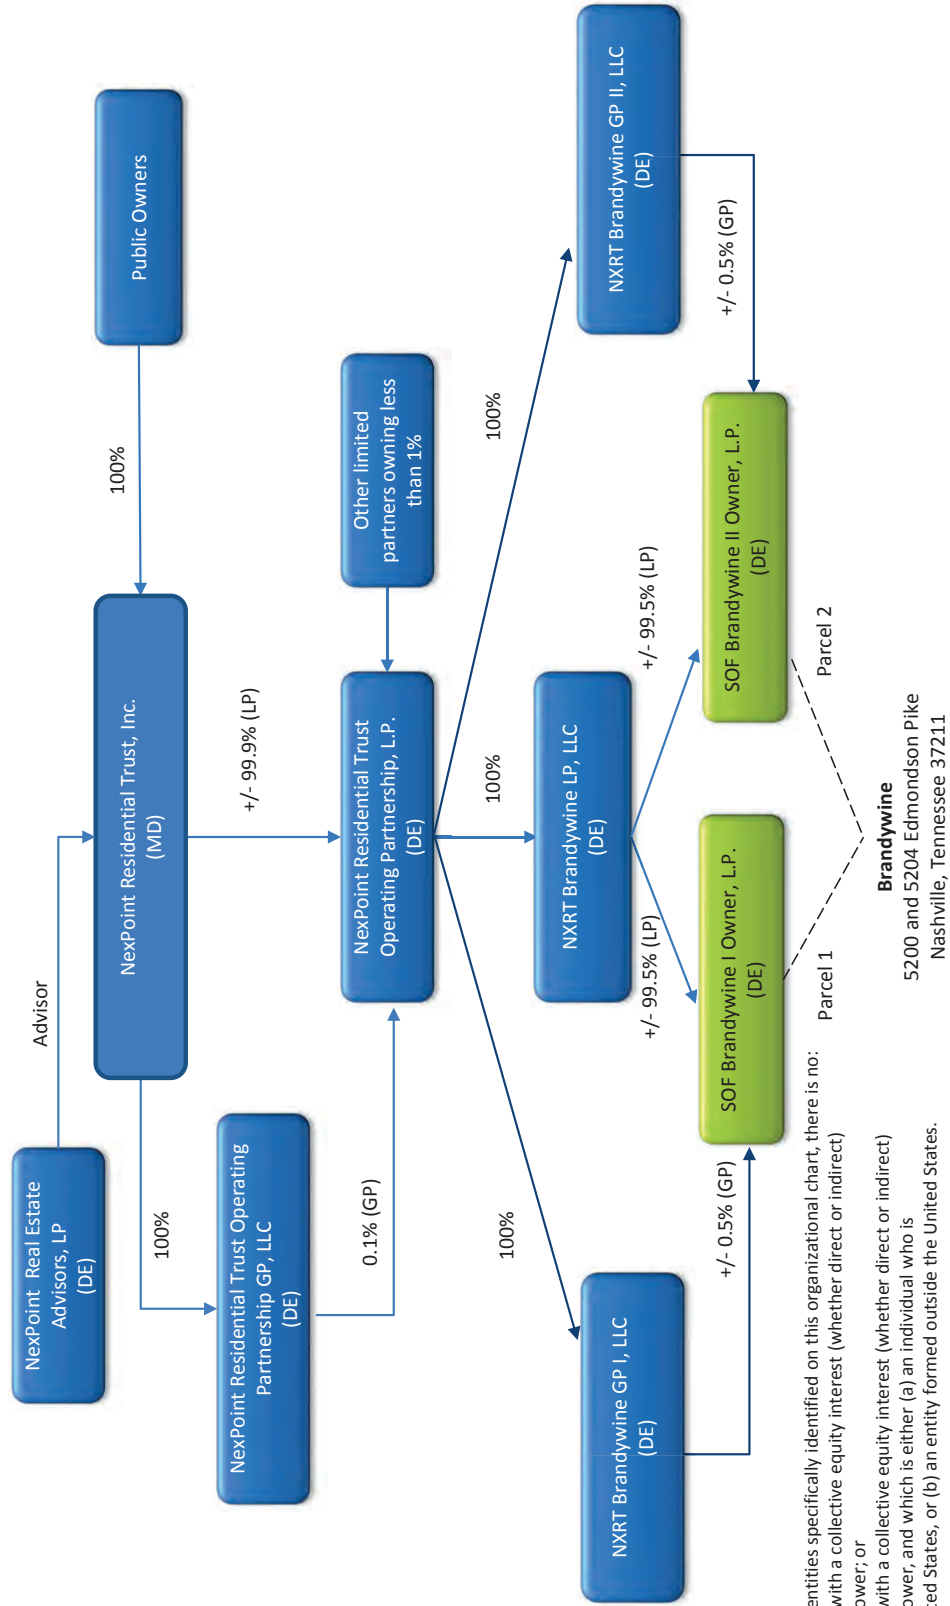 NexPoint  Real Estate
Advisors, LP
(DE)
Advisor
Public Owners
100%
NexPoint Residential Trust, Inc.
(MD)
100%
NexPoint Residential Trust Operating
Partnership GP, LLC
(DE)
+/- 99.9% (LP)
0.1% (GP)
Other limited
partners owning less
than 1%
NexPoint Residential Trust
Operating Partnership, L.P.
(DE)
100%
100%
100%
NXRT Brandywine GP I, LLC
(DE)
NXRT Brandywine LP, LLC
(DE)
NXRT Brandywine GP II, LLC
(DE)
+/- 0.5% (GP)
+/- 99.5% (LP)
+/- 99.5% (LP)
+/- 0.5% (GP)
SOF Brandywine I Owner, L.P.
(DE)
SOF Brandywine II Owner, L.P.
(DE)
Parcel 1
Parcel 2
Brandywine
5200 and 5204 Edmondson Pike
Nashville, Tennessee 37211
entities specifically identified on this organizational chart, there is no:
with a collective equity interest (whether direct or indirect)
ower; or
with a collective equity interest (whether direct or indirect)
ower, and which is either (a) an individual who is
ted States, or (b) an entity formed outside the United States.